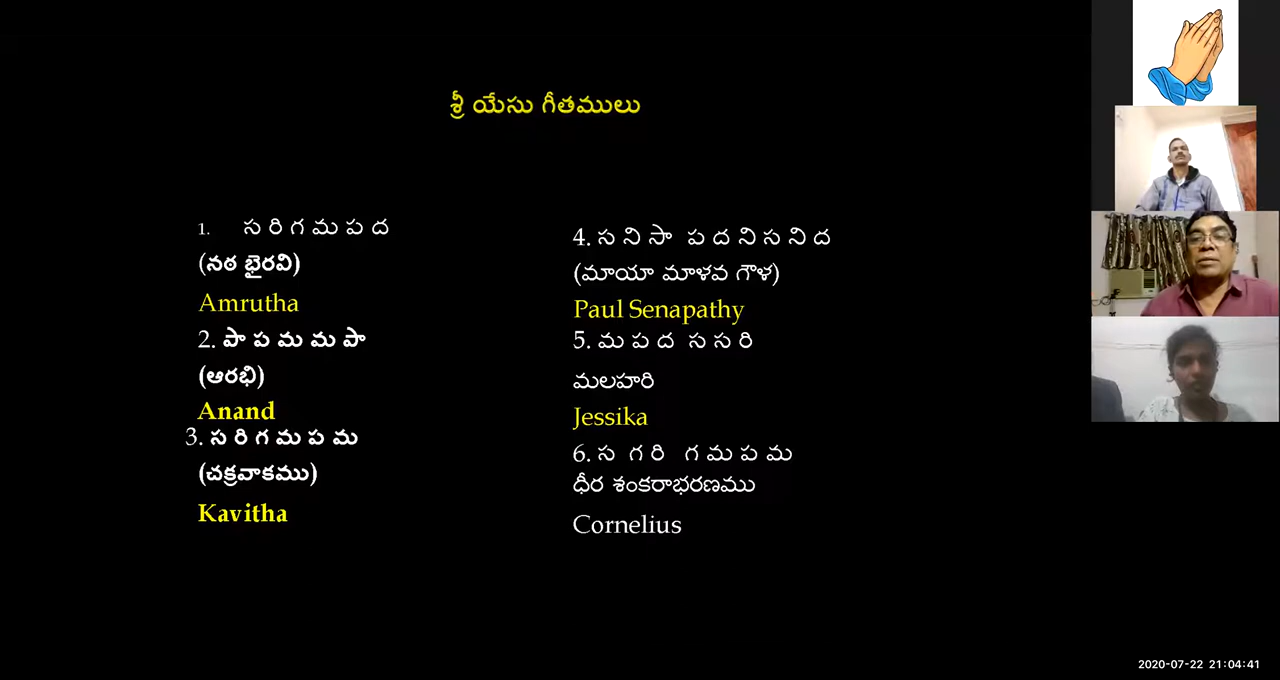 శ్రీ యేసు గీతములు
1. స రి గ మ ప ద
(నఠ భైరవి)
Amrutha
2. పా ప మ మ పా
(ఆరభి)
Anand
3. స రి గ మ ప మ
(చక్రవాకము)
Kavitha
4. స ని సా ప ద ని స ని ద
(మాయా మాళవ గౌళ)
Paul Senapathy
5. మ ప ద స స రి
మలహరి
Jessika
6. స గ రి గ మ ప మ
ధీర శంకరాభరణము
Cornelius
2020-07-22 21:04:41